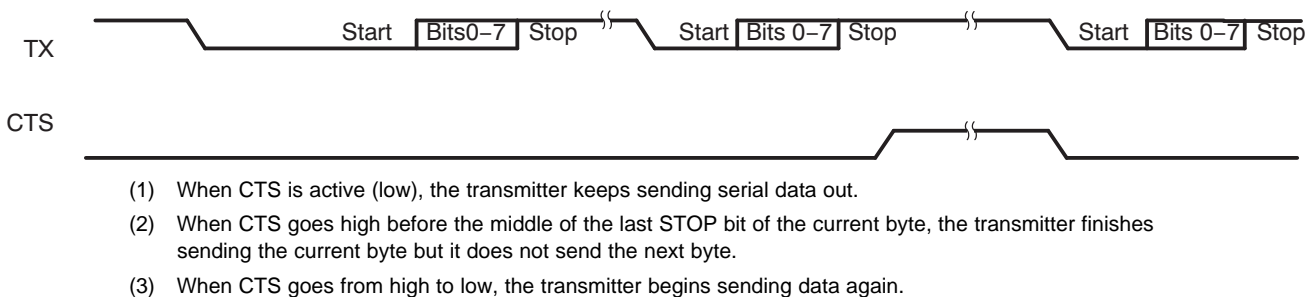 TX Start Bits0–7 Stop Start Bits 0–7 Stop Start Bits 0–7 Stop
CTS
(1) When CTS is active (low), the transmitter keeps sending serial data out.
(2) When CTS goes high before the middle of the last STOP bit of the current byte, the transmitter finishes
sending the current byte but it does not send the next byte.
(3) When CTS goes from high to low, the transmitter begins sending data again.